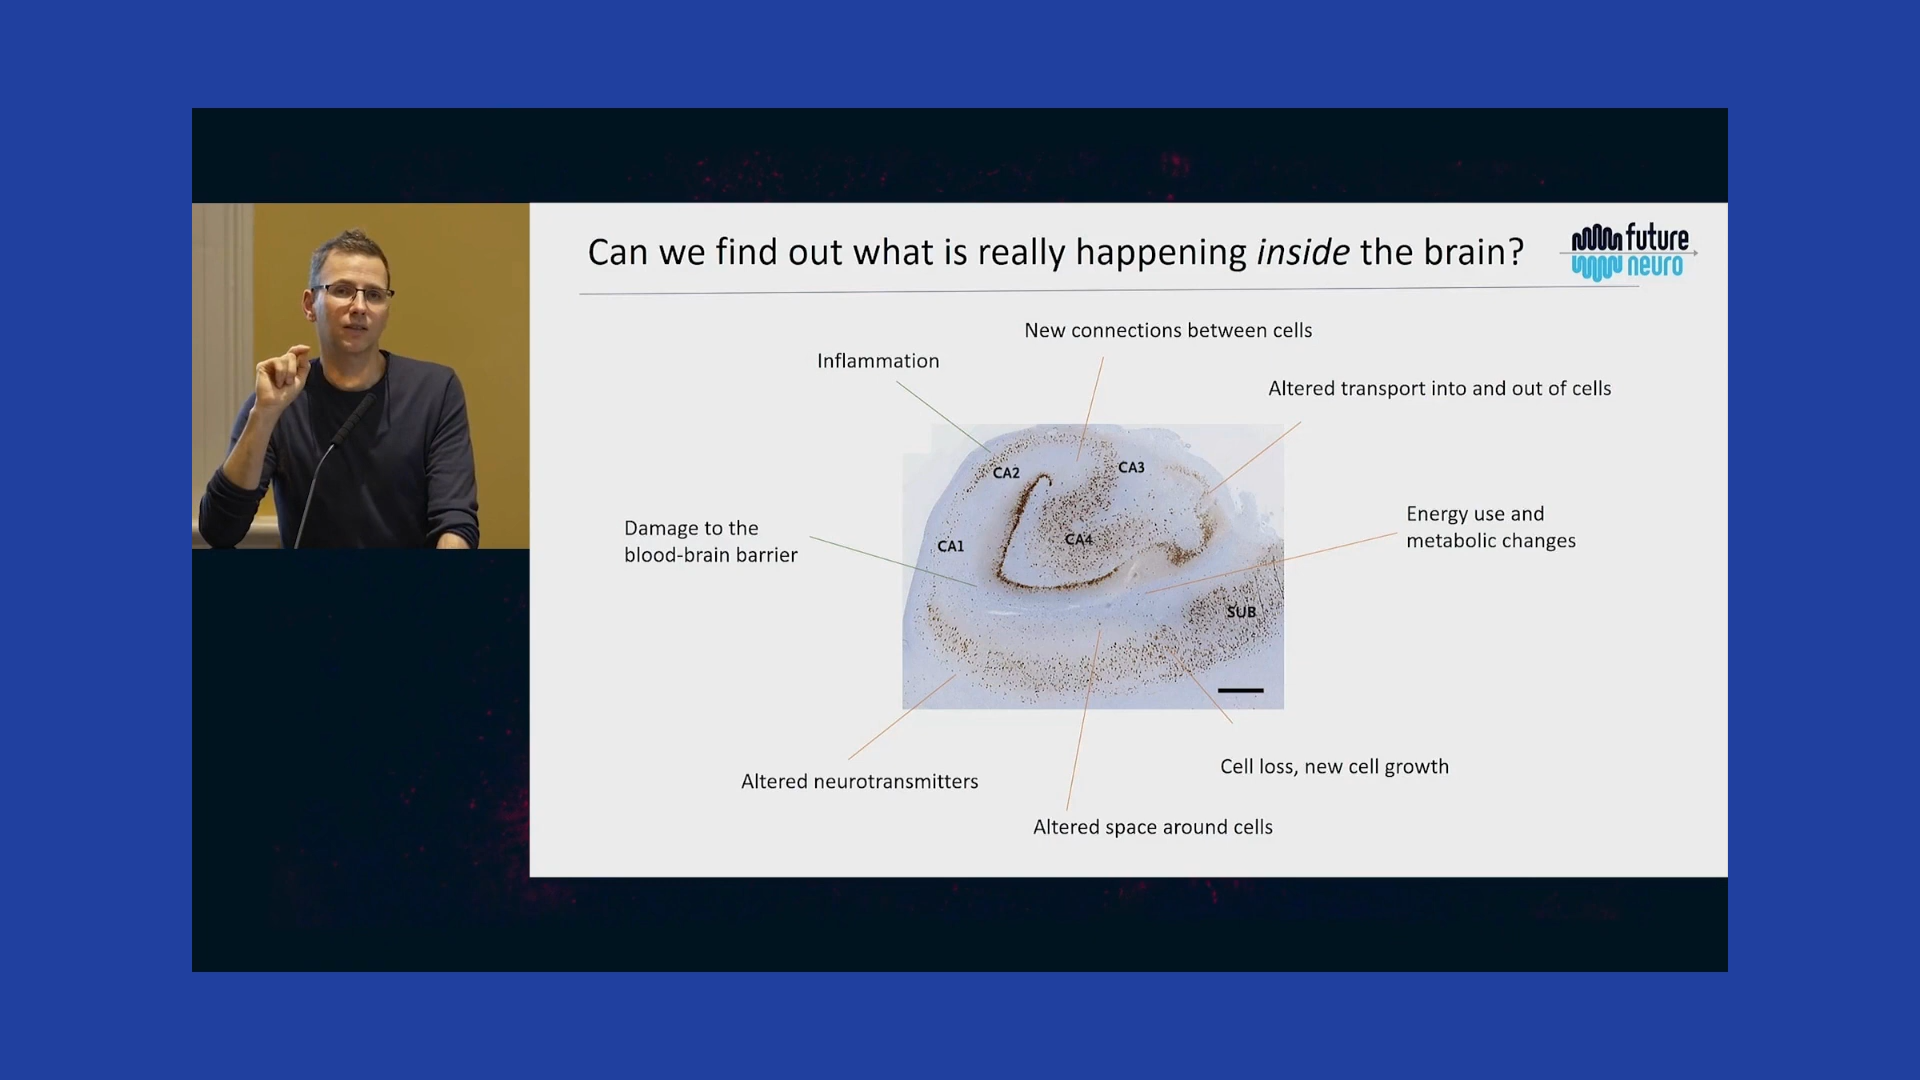 Can we find out what is really happening inside the brain?
future
neuro
New connections between cells
Inflammation
Altered transport into and out of cells
CA2
CA3
Damage to the
blood-brain barrier
CA1
CA4
Energy use and
metabolic changes
SUB
Altered neurotransmitters
Cell loss, new cell growth
Altered space around cells